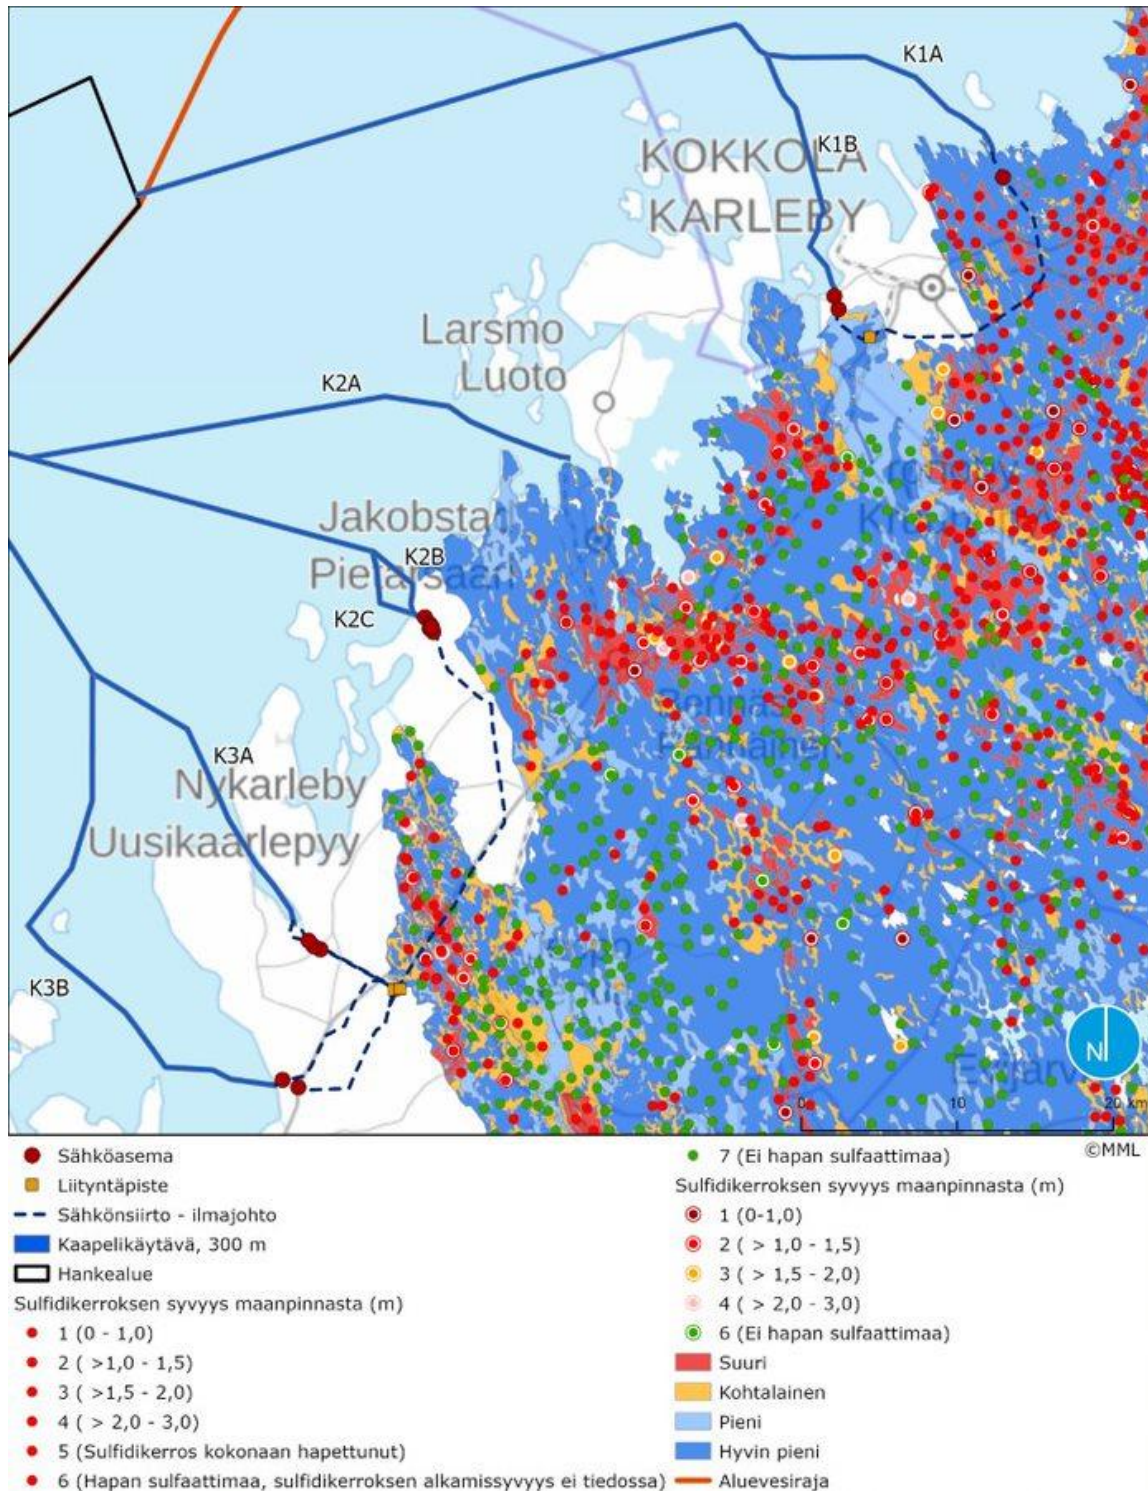 K1A
K1B
KOKKOLA
KARLEBY
Larsmo
Luoto
K2A
Jakobstad
Pietarsaari
K2B
K2C
K3A
Nykarleby
Uusikaarlepyy
K3B
Bennäs
Pännäinen
Evijärvi
N
0 10 20 km
©MML
Sähköasema
Liityntäpiste
Sähkönsiirto - ilmajohto
Kaapelikäytävä, 300 m
Hankealue
Sulfidikerroksen syvyys maanpinnasta (m)
1 (0 - 1,0)
2 ( >1,0 - 1,5)
3 ( >1,5 - 2,0)
4 ( > 2,0 - 3,0)
5 (Sulfidikerros kokonaan hapettunut)
6 (Hapan sulfaattimaa, sulfidikerroksen alkamissyvyys ei tiedossa)
7 (Ei hapan sulfaattimaa)
Sulfidikerroksen syvyys maanpinnasta (m)
1 (0-1,0)
2 ( > 1,0 - 1,5)
3 ( > 1,5 - 2,0)
4 ( > 2,0 - 3,0)
6 (Ei hapan sulfaattimaa)
Suuri
Kohtalainen
Pieni
Hyvin pieni
Aluevesiraja